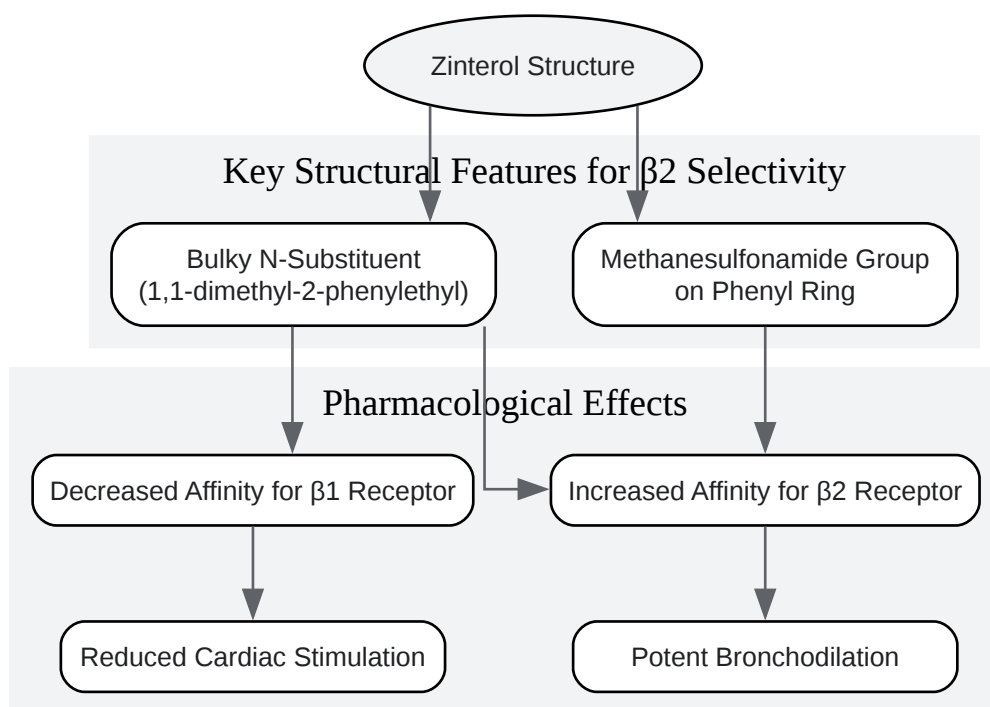 Zinterol Structure
Key Structural Features for β2 Selectivity
Bulky N-Substituent
(1,1-dimethyl-2-phenylethyl)
Methanesulfonamide Group
on Phenyl Ring
Pharmacological Effects
Decreased Affinity for β1 Receptor
Increased Affinity for β2 Receptor
Reduced Cardiac Stimulation
Potent Bronchodilation